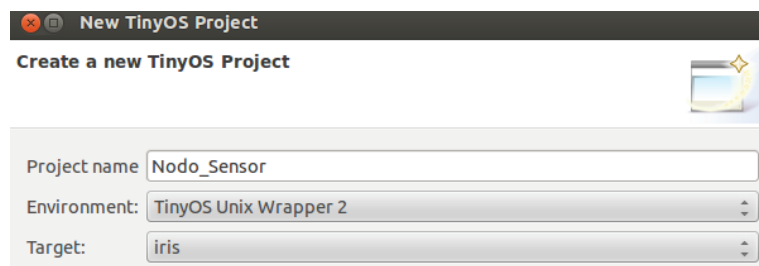 New TinyOS Project
Create a new TinyOS Project
Project name Nodo_Sensor
Environment: TinyOS Unix Wrapper 2
Target: iris